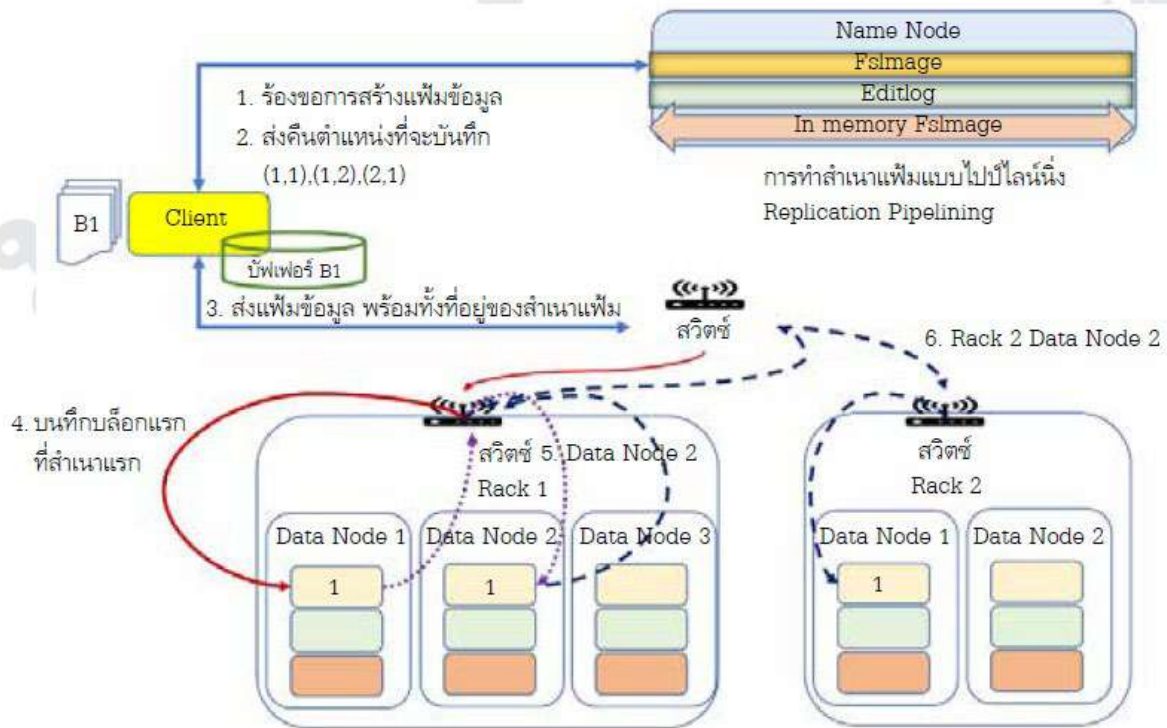 Name Node
FsImage
Editlog
In memory FsImage
1. ร้องขอการสร้างแฟ้มข้อมูล
2. ส่งคืนตำแหน่งที่จะบันทึก
(1,1),(1,2),(2,1)
การทำสำเนาแฟ้มแบบไปป์ไลน์นิ่ง
Replication Pipelining
B1
Client
บัฟเฟอร์ B1
3. ส่งแฟ้มข้อมูล พร้อมทั้งที่อยู่ของสำเนาแฟ้ม
สวิตช์
6. Rack 2 Data Node 2
4. บนทึกบล็อกแรก
ที่สำเนาแรก
สวิตช์ 5. Data Node 2
Rack 1
สวิตช์
Rack 2
Data Node 1
Data Node 2
Data Node 3
Data Node 1
Data Node 2
1
1
1